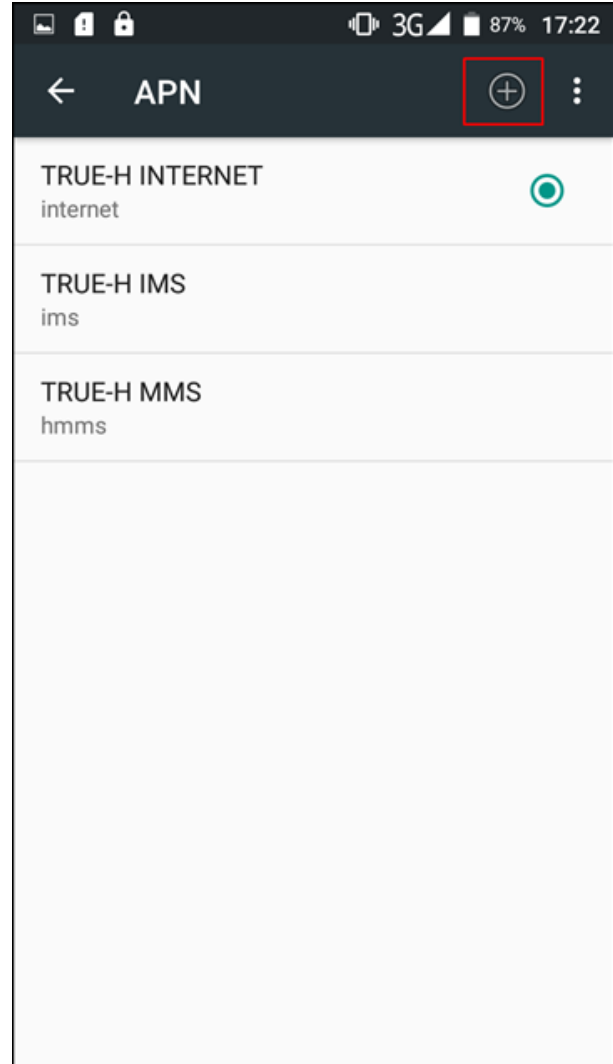 3G 87% 17:22
APN
TRUE-H INTERNET
internet
TRUE-H IMS
ims
TRUE-H MMS
hmms